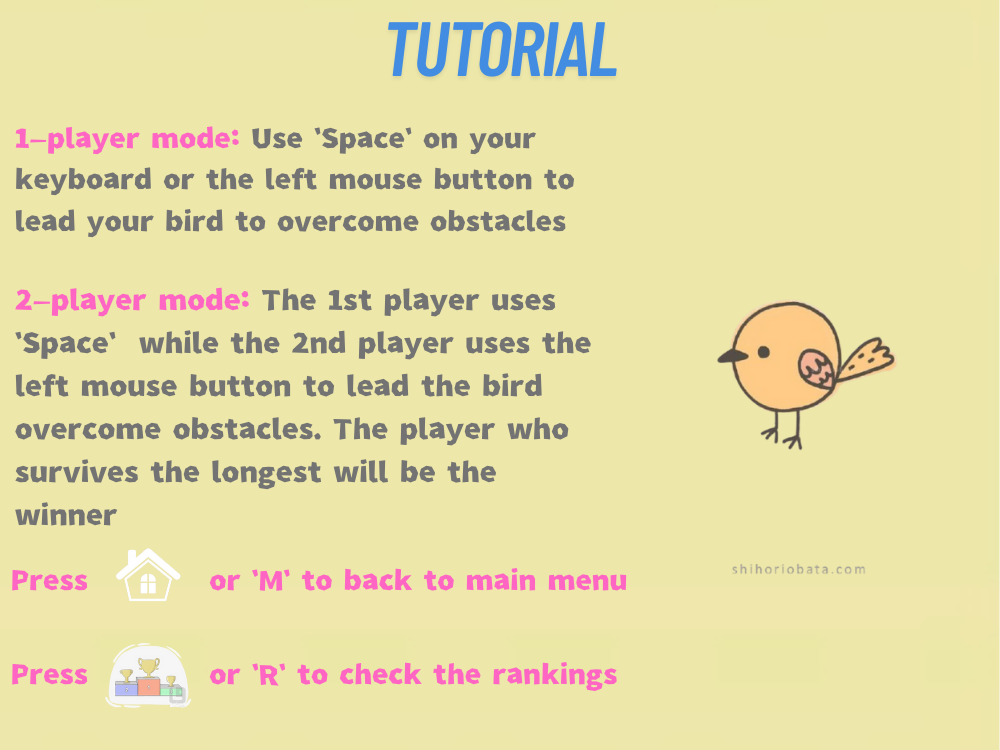 TUTORIAL
1-player mode: Use `Space` on your
keyboard or the left mouse button to
lead your bird to overcome obstacles
2-player mode: The 1st player uses
`Space` while the 2nd player uses the
left mouse button to lead the bird
overcome obstacles. The player who
survives the longest will be the
winner
Press or `M` to back to main menu
shihoriobata.com
Press or `R` to check the rankings